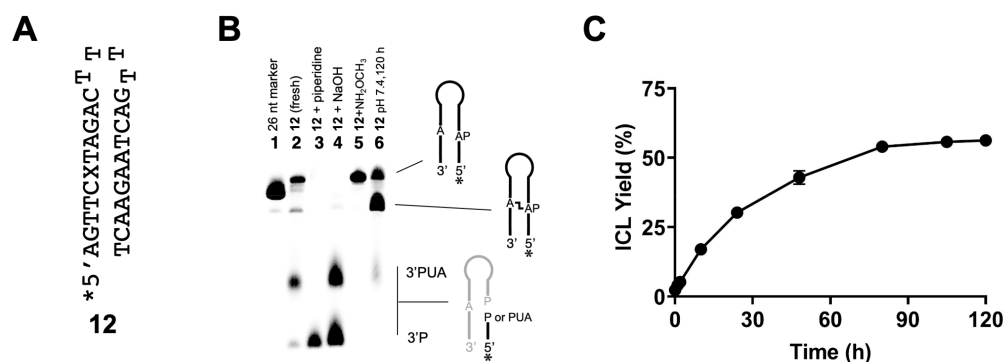 A
*5'AGTTCXTAGACTT
TCAAGAATCAGTT
12
B
26 nt marker
12 (fresh)
12 + piperidine
12 + NaOH
12+NH₂OCH₃
12 pH 7.4,120 h
1 2 3 4 5 6
A AP
3' 5'
*
A AP
3' 5'
*
3'PUA
3'P
A P
P or PUA
3' 5'
*
C
ICL Yield (%)
75
50
25
0
0 30 60 90 120
Time (h)